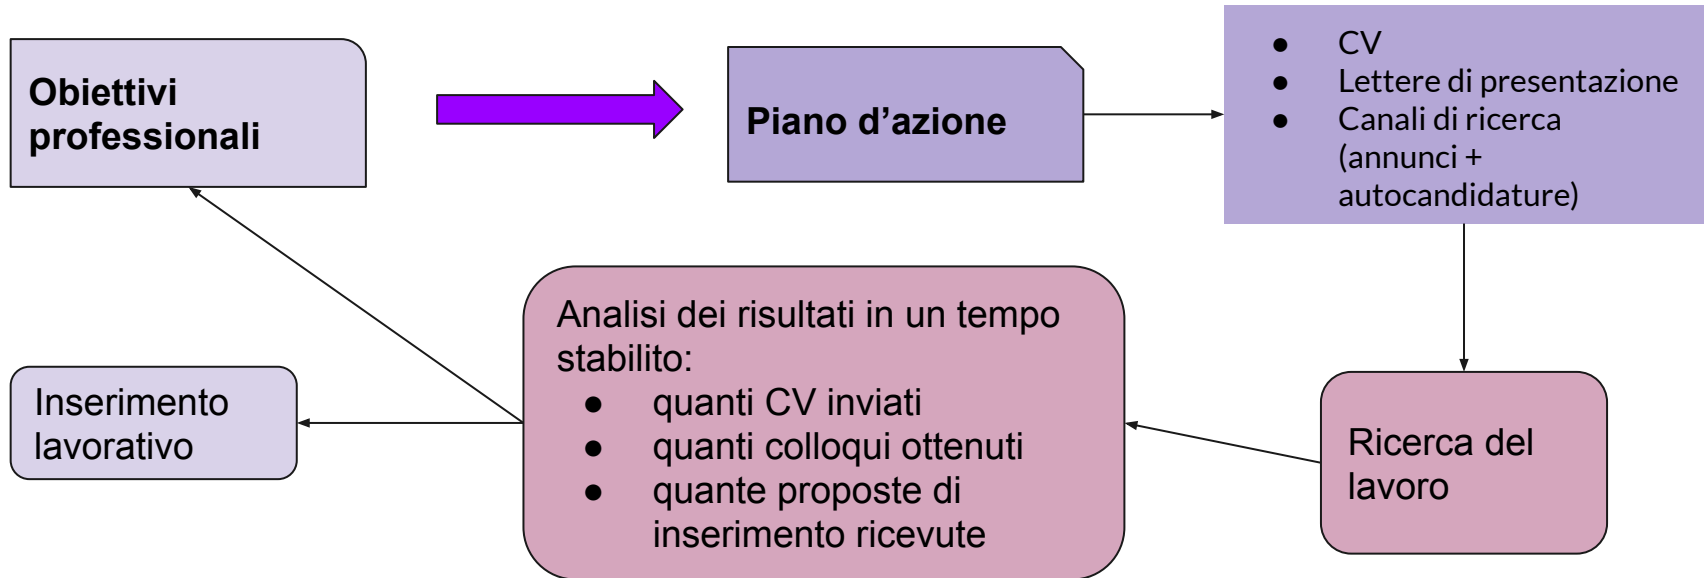 Obiettivi
professionali
Piano d’azione
● CV
● Lettere di presentazione
● Canali di ricerca
(annunci +
autocandidature)
Analisi dei risultati in un tempo
stabilito:
● quanti CV inviati
● quanti colloqui ottenuti
● quante proposte di
inserimento ricevute
Inserimento
lavorativo
Ricerca del
lavoro